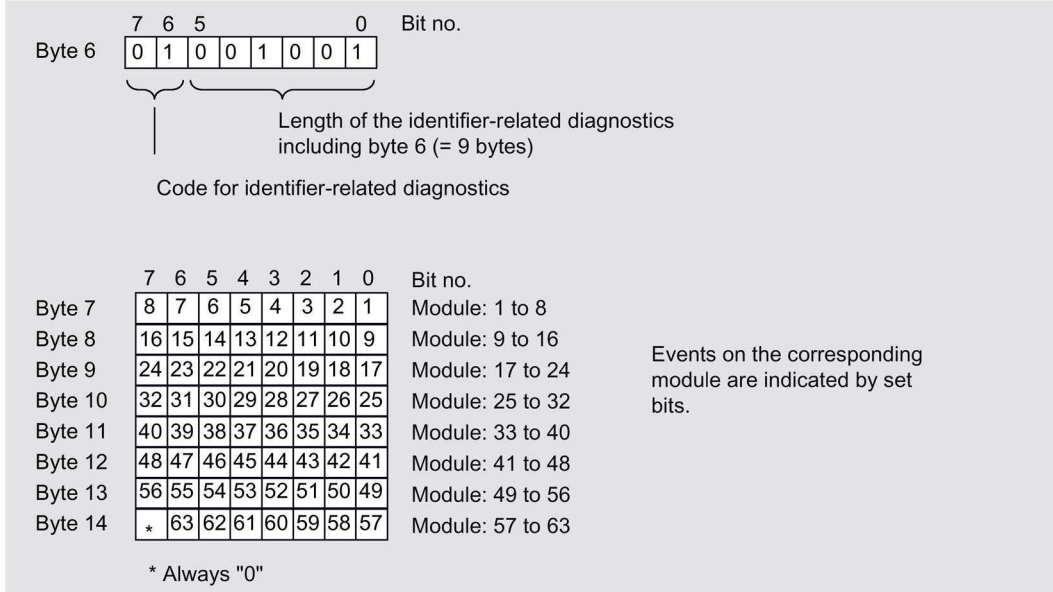 7 6 5 0 Bit no.
Byte 6 0 1 0 0 1 0 0 1
Length of the identifier-related diagnostics
including byte 6 (= 9 bytes)
Code for identifier-related diagnostics
7 6 5 4 3 2 1 0 Bit no.
Byte 7 8 7 6 5 4 3 2 1 Module: 1 to 8
Byte 8 16 15 14 13 12 11 10 9 Module: 9 to 16
Byte 9 24 23 22 21 20 19 18 17 Module: 17 to 24
Byte 10 32 31 30 29 28 27 26 25 Module: 25 to 32
Byte 11 40 39 38 37 36 35 34 33 Module: 33 to 40
Byte 12 48 47 46 45 44 43 42 41 Module: 41 to 48
Byte 13 56 55 54 53 52 51 50 49 Module: 49 to 56
Byte 14 * 63 62 61 60 59 58 57 Module: 57 to 63
Events on the corresponding
module are indicated by set
bits.
* Always "0"